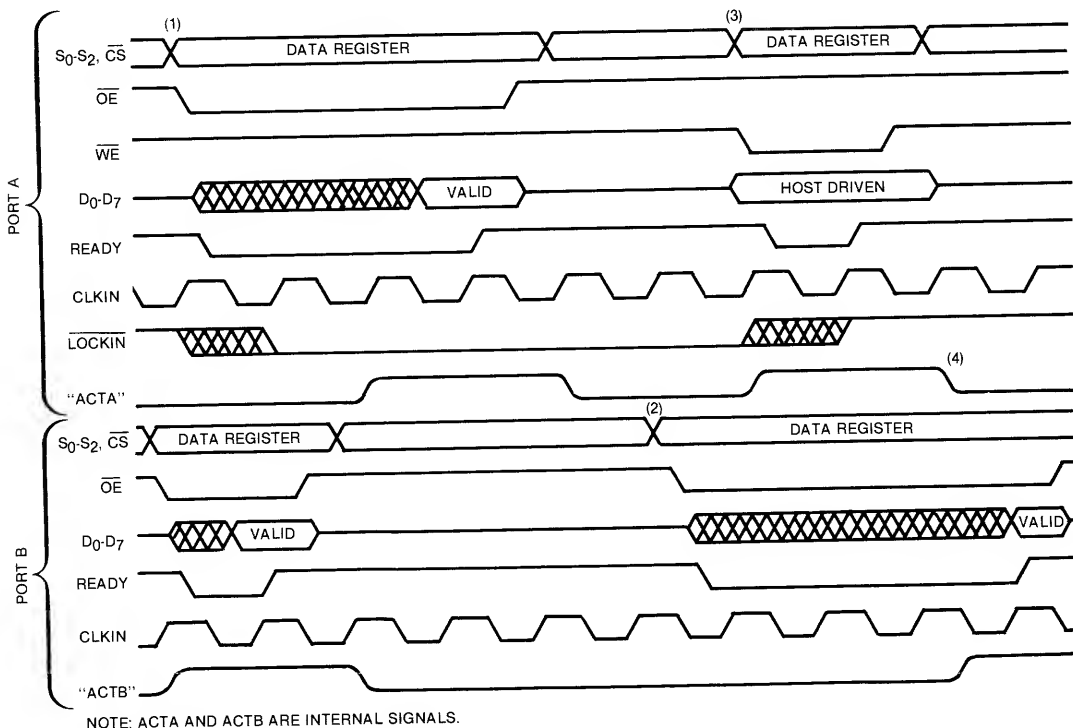 (1)
(3)
S0-S2, CS
DATA REGISTER
DATA REGISTER
OE
WE
D0-D7
VALID
HOST DRIVEN
READY
CLKIN
LOCKIN
"ACTA"
(4)
PORT A
(2)
S0-S2, CS
DATA REGISTER
DATA REGISTER
OE
D0-D7
VALID
VALID
READY
CLKIN
"ACTB"
PORT B
NOTE: ACTA AND ACTB ARE INTERNAL SIGNALS.